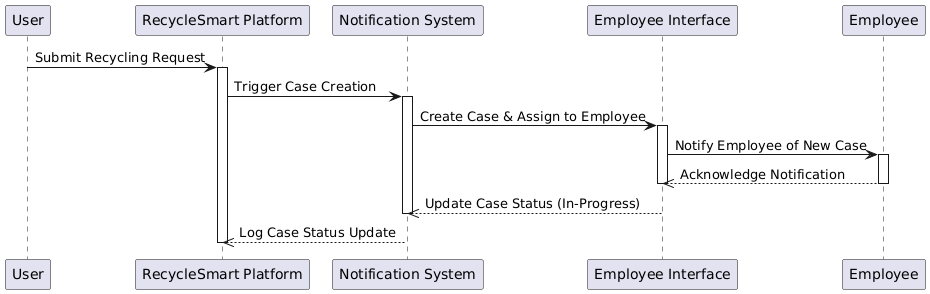 User
RecycleSmart Platform
Notification System
Employee Interface
Employee
Submit Recycling Request
Trigger Case Creation
Create Case & Assign to Employee
Notify Employee of New Case
Acknowledge Notification
Update Case Status (In-Progress)
Log Case Status Update
User
RecycleSmart Platform
Notification System
Employee Interface
Employee